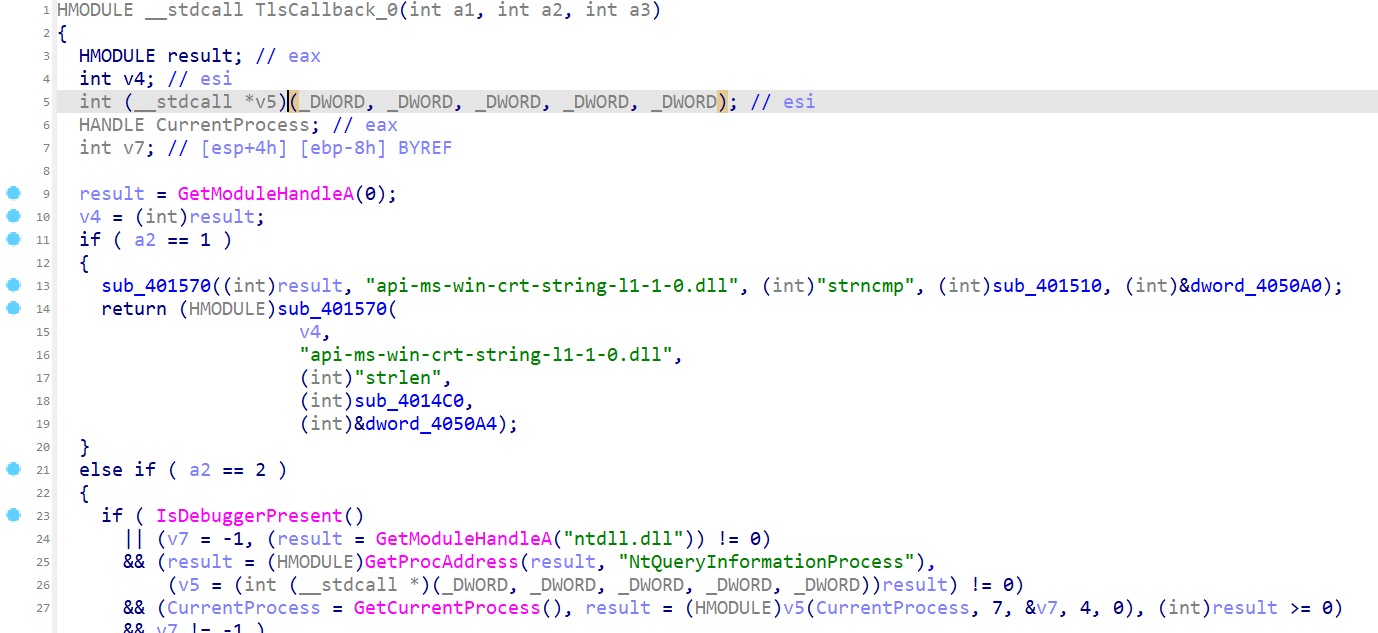 1 HMODULE __stdcall TlsCallback_0(int a1, int a2, int a3)
2 {
3 HMODULE result; // eax
4 int v4; // esi
5 int (__stdcall *v5)(_DWORD, _DWORD, _DWORD, _DWORD, _DWORD); // esi
6 HANDLE CurrentProcess; // eax
7 int v7; // [esp+4h] [ebp-8h] BYREF
8
9 result = GetModuleHandleA(0);
10 v4 = (int)result;
11 if ( a2 == 1 )
12 {
13 sub_401570((int)result, "api-ms-win-crt-string-l1-1-0.dll", (int)"strncmp", (int)sub_401510, (int)&dword_4050A0);
14 return (HMODULE)sub_401570(
15 v4,
16 "api-ms-win-crt-string-l1-1-0.dll",
17 (int)"strlen",
18 (int)sub_4014C0,
19 (int)&dword_4050A4);
20 }
21 else if ( a2 == 2 )
22 {
23 if ( IsDebuggerPresent()
24 || (v7 = -1, (result = GetModuleHandleA("ntdll.dll")) != 0)
25 && (result = (HMODULE)GetProcAddress(result, "NtQueryInformationProcess"),
26 (v5 = (int (__stdcall *)(_DWORD, _DWORD, _DWORD, _DWORD, _DWORD))result) != 0)
27 && (CurrentProcess = GetCurrentProcess(), result = (HMODULE)v5(CurrentProcess, 7, &v7, 4, 0), (int)result >= 0)
&& v7 != -1 )